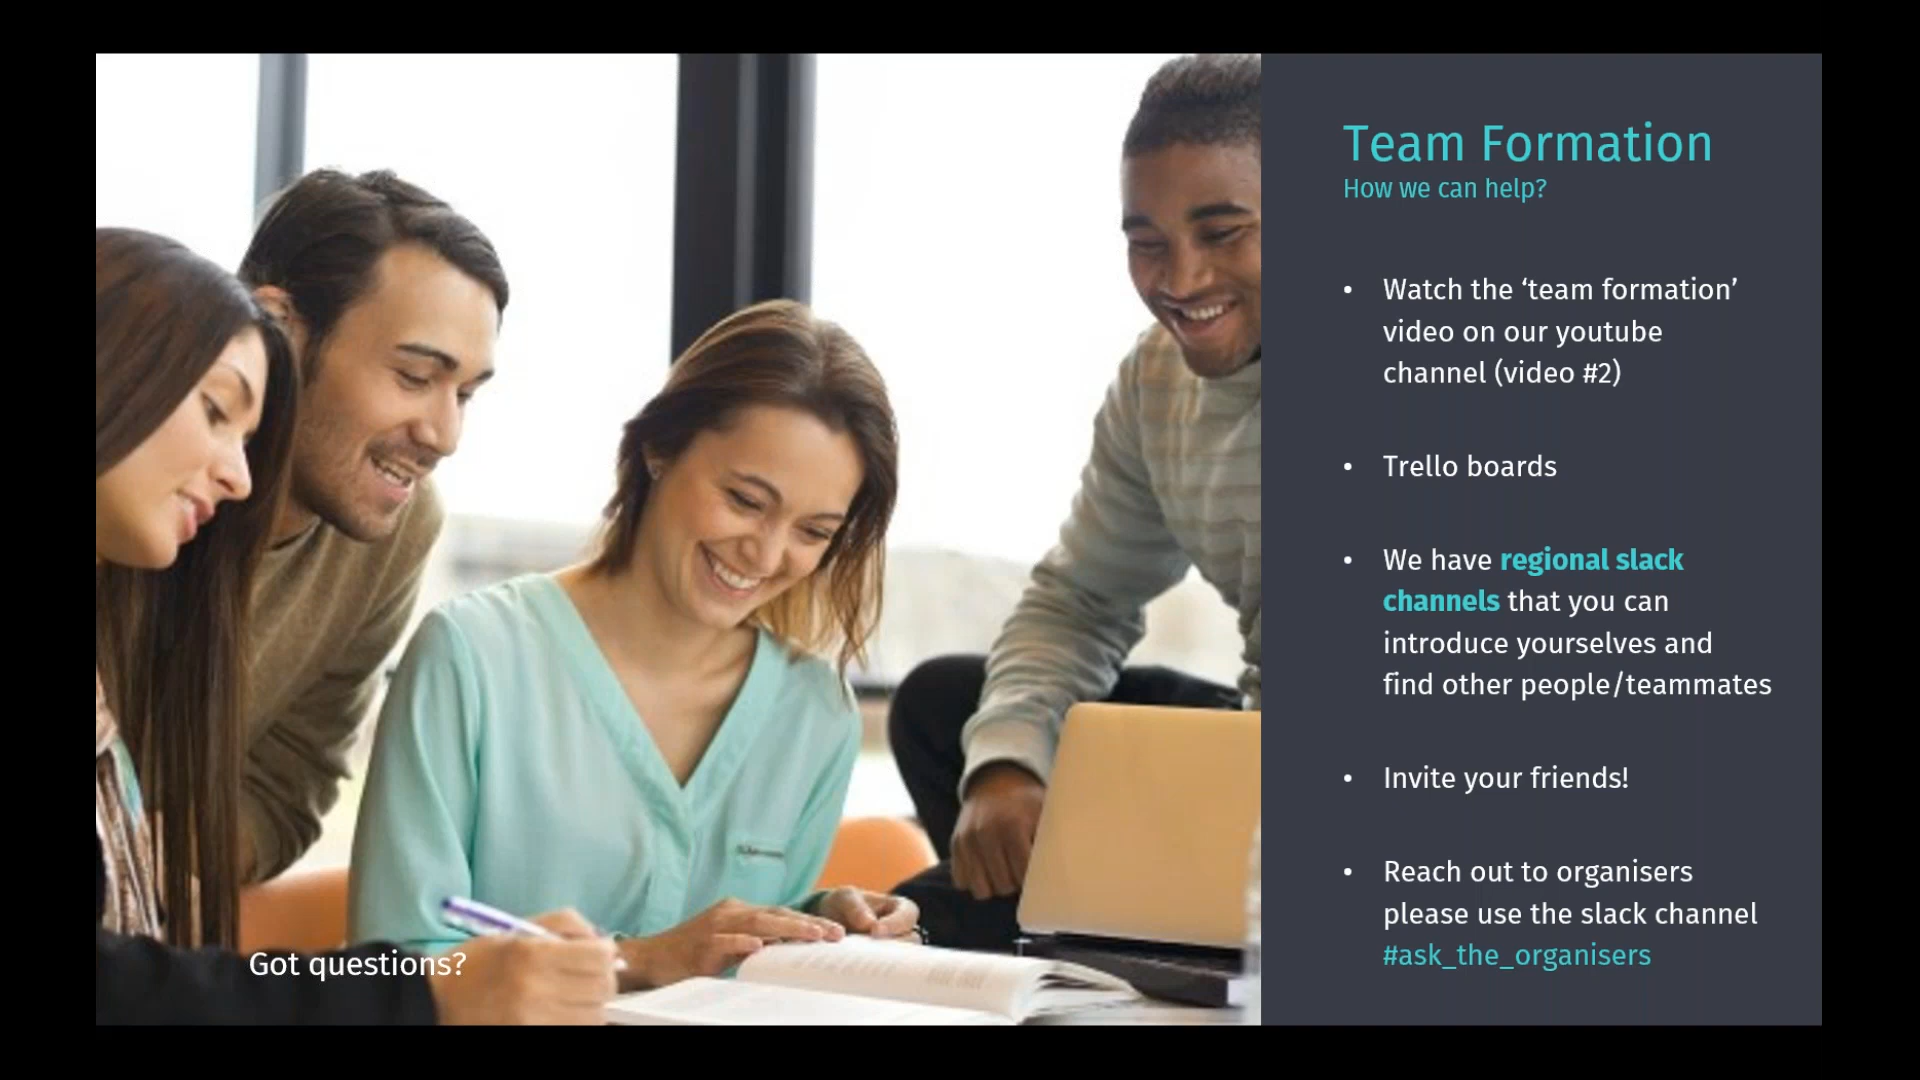 Team Formation
How we can help?
• Watch the ‘team formation’
video on our youtube
channel (video #2)
• Trello boards
• We have regional slack
channels that you can
introduce yourselves and
find other people/teammates
• Invite your friends!
• Reach out to organisers
please use the slack channel
#ask_the_organisers
Got questions?